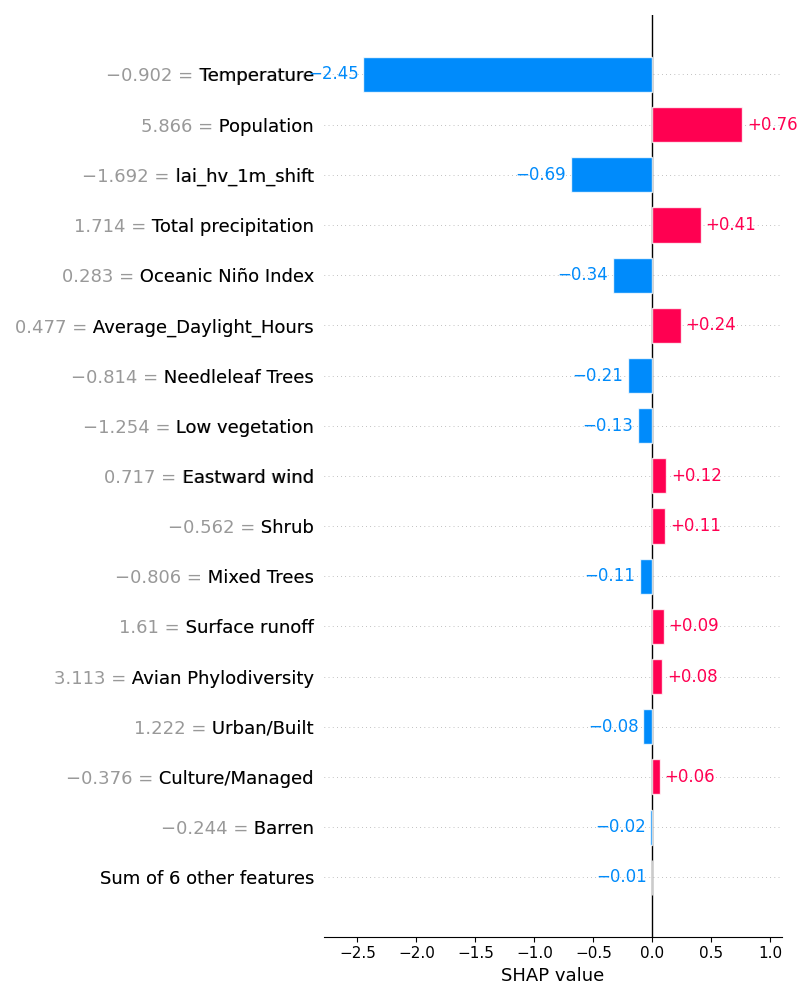 −0.902 = Temperature −2.45
5.866 = Population +0.76
−1.692 = lai_hv_1m_shift −0.69
1.714 = Total precipitation +0.41
0.283 = Oceanic Niño Index −0.34
0.477 = Average_Daylight_Hours +0.24
−0.814 = Needleleaf Trees −0.21
−1.254 = Low vegetation −0.13
0.717 = Eastward wind +0.12
−0.562 = Shrub +0.11
−0.806 = Mixed Trees −0.11
1.61 = Surface runoff +0.09
3.113 = Avian Phylodiversity +0.08
1.222 = Urban/Built −0.08
−0.376 = Culture/Managed +0.06
−0.244 = Barren −0.02
Sum of 6 other features −0.01
−2.5 −2.0 −1.5 −1.0 −0.5 0.0 0.5 1.0
SHAP value